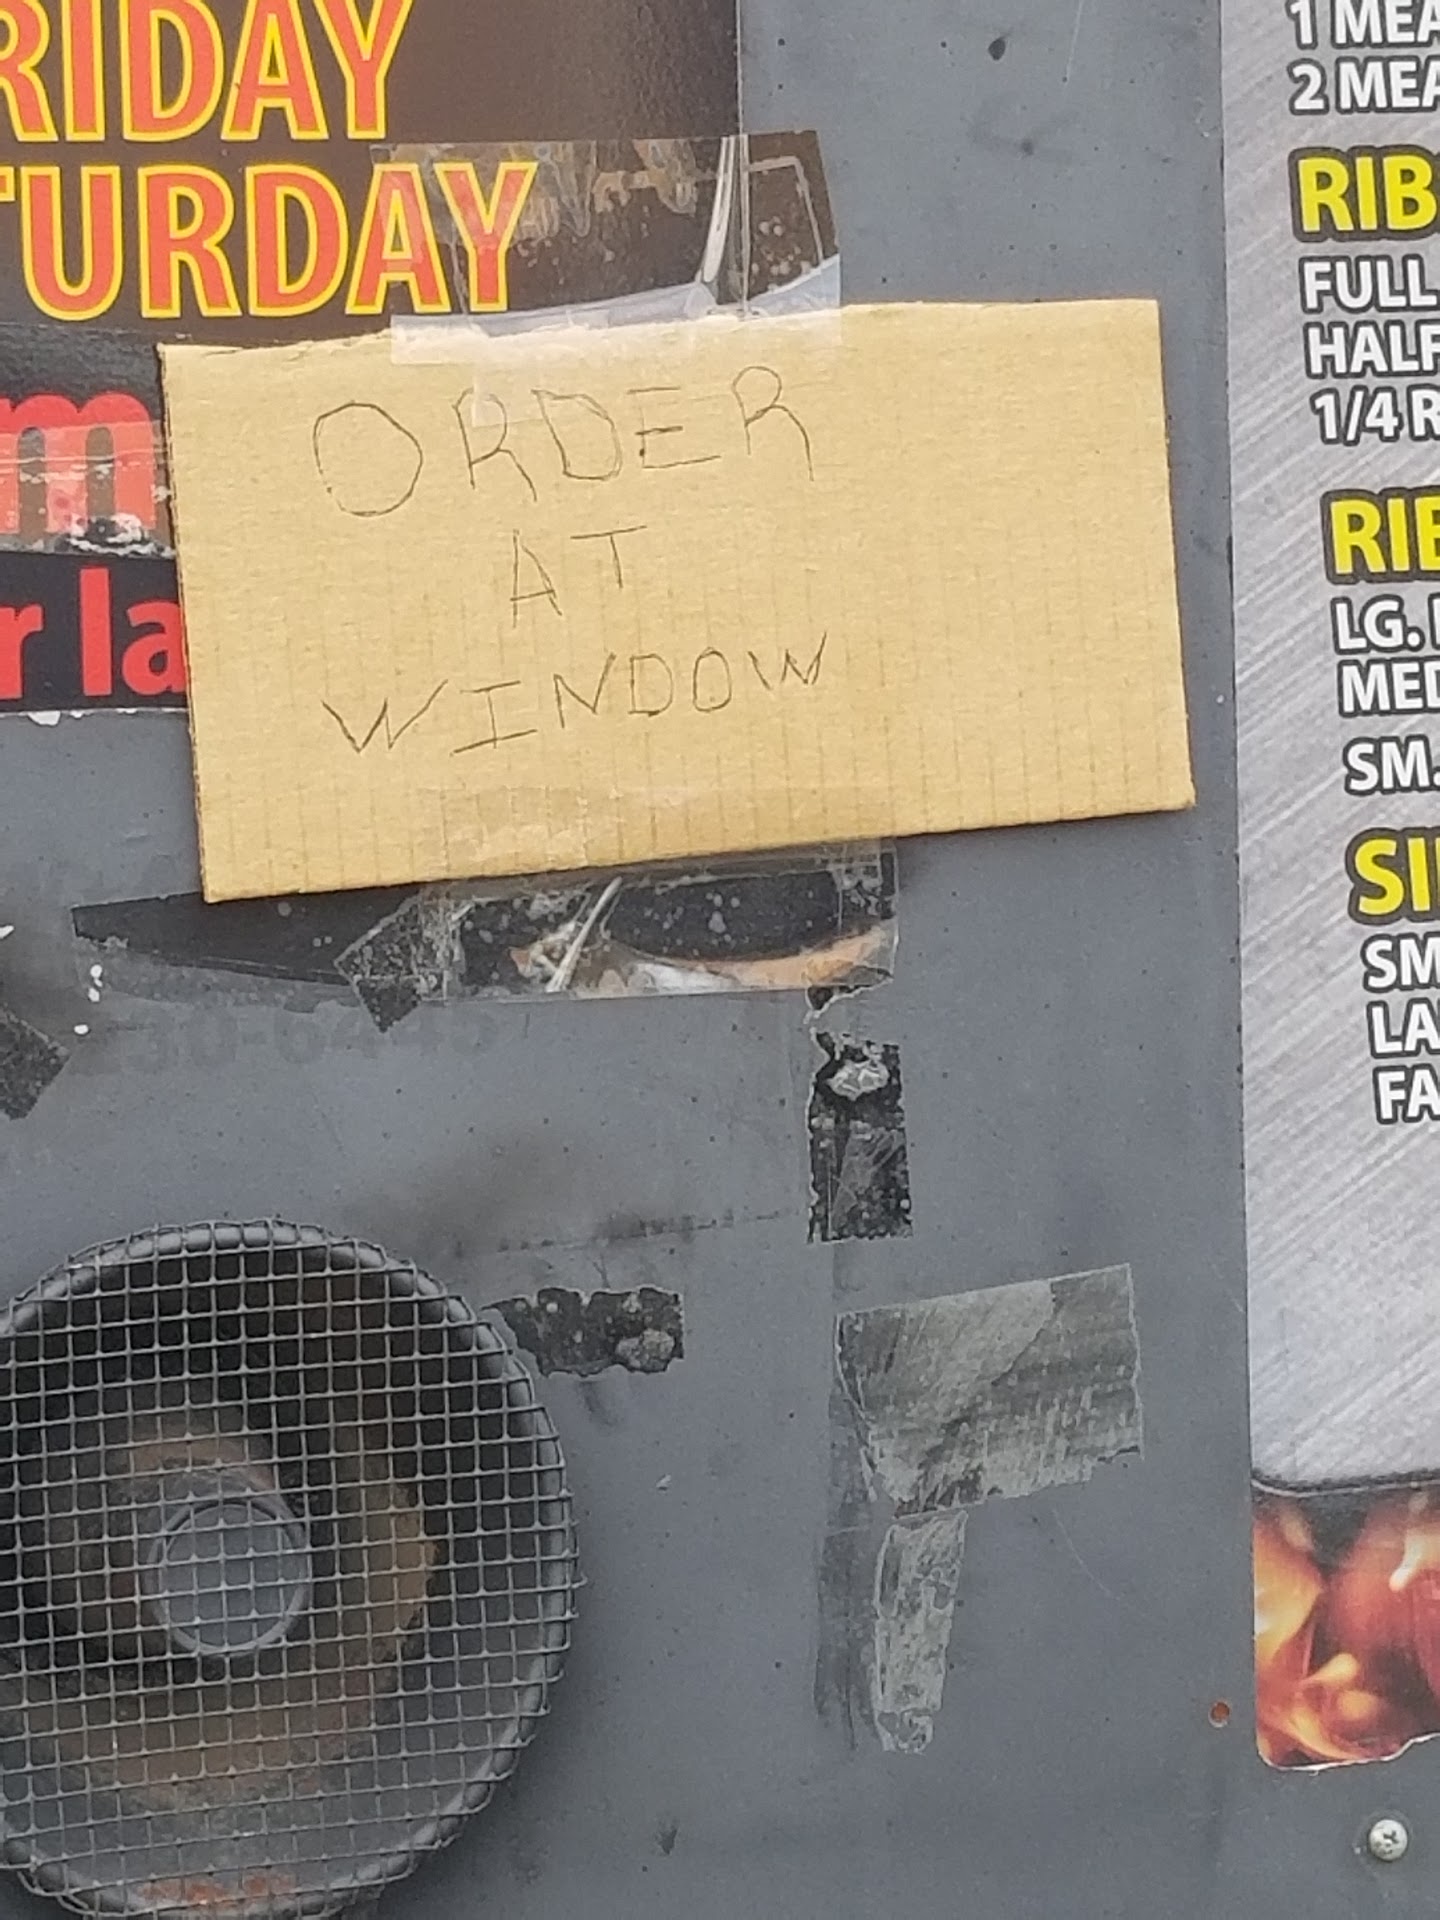 RIDAY
TURDAY
m
r la
ORDER
AT
WINDOW
1 MEA
2 MEA
RIB
FULL
HALF
1/4 R
RIB
LG.
MED
SM.
SI
SM
LA
FA